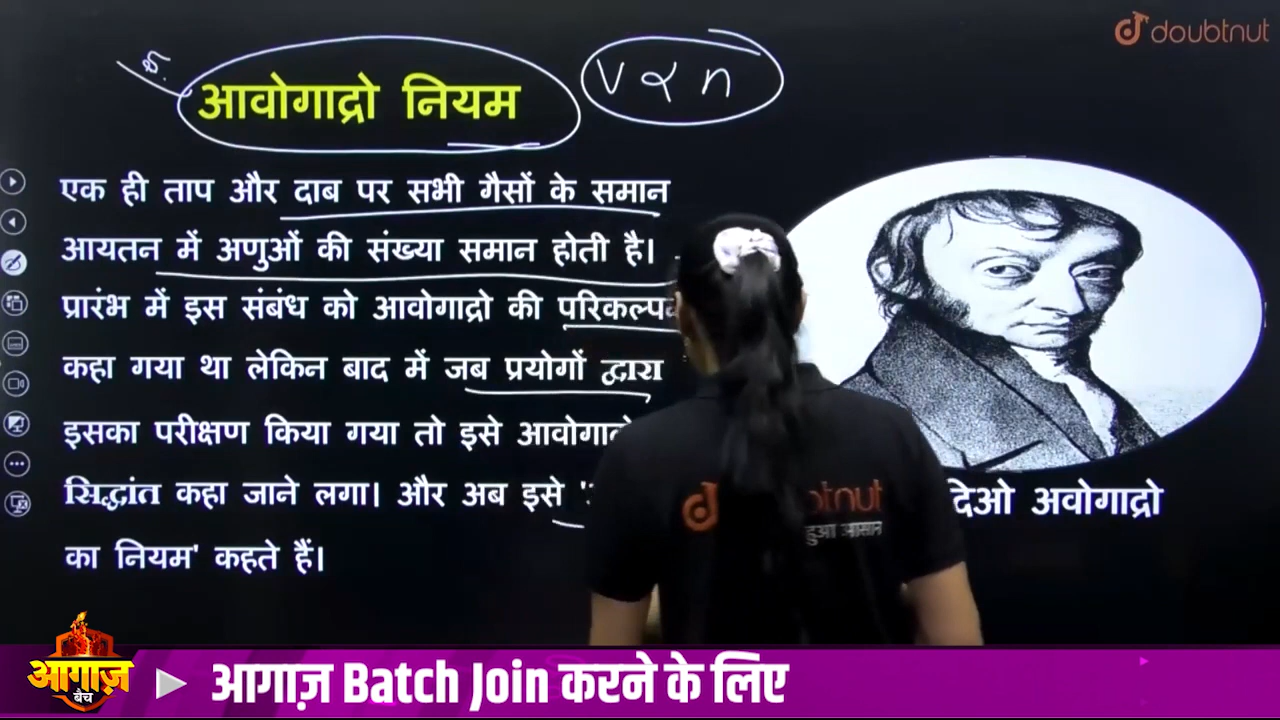 doubtnut
आवोगाद्रो नियम
V ∝ n
एक ही ताप और दाब पर सभी गैसों के समान
आयतन में अणुओं की संख्या समान होती है।
प्रारंभ में इस संबंध को आवोगाद्रो की
कहा गया था लेकिन बाद में जब प्रयोगों द्वारा
इसका परीक्षण किया गया तो इसे
सिद्धांत कहा जाने लगा। और अब इसे
का नियम' कहते हैं।
अवोगाद्रो
हुआ आसान
आगाज़
बैच
आगाज़ Batch Join करने के लिए